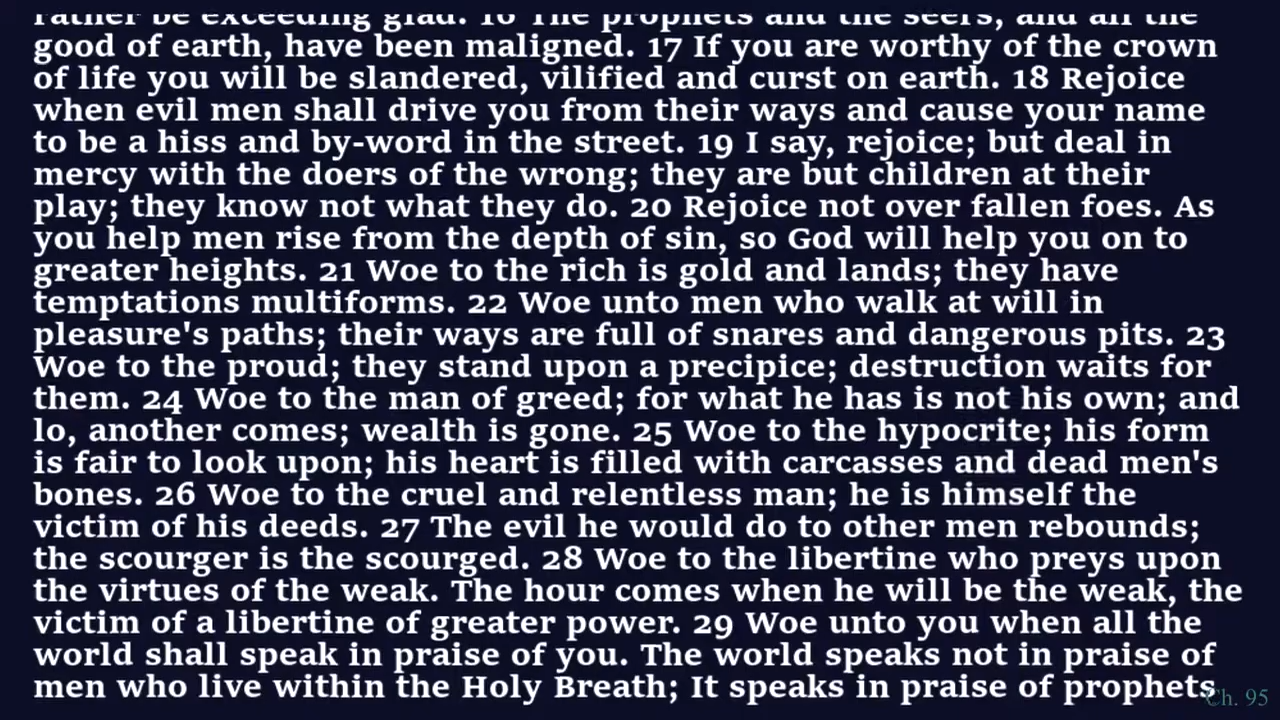 rather be exceeding glad. 16 The prophets and the seers, and all the
good of earth, have been maligned. 17 If you are worthy of the crown
of life you will be slandered, vilified and curst on earth. 18 Rejoice
when evil men shall drive you from their ways and cause your name
to be a hiss and by-word in the street. 19 I say, rejoice; but deal in
mercy with the doers of the wrong; they are but children at their
play; they know not what they do. 20 Rejoice not over fallen foes. As
you help men rise from the depth of sin, so God will help you on to
greater heights. 21 Woe to the rich is gold and lands; they have
temptations multiforms. 22 Woe unto men who walk at will in
pleasure's paths; their ways are full of snares and dangerous pits. 23
Woe to the proud; they stand upon a precipice; destruction waits for
them. 24 Woe to the man of greed; for what he has is not his own; and
lo, another comes; wealth is gone. 25 Woe to the hypocrite; his form
is fair to look upon; his heart is filled with carcasses and dead men's
bones. 26 Woe to the cruel and relentless man; he is himself the
victim of his deeds. 27 The evil he would do to other men rebounds;
the scourger is the scourged. 28 Woe to the libertine who preys upon
the virtues of the weak. The hour comes when he will be the weak, the
victim of a libertine of greater power. 29 Woe unto you when all the
world shall speak in praise of you. The world speaks not in praise of
men who live within the Holy Breath; It speaks in praise of prophets
Ch. 95